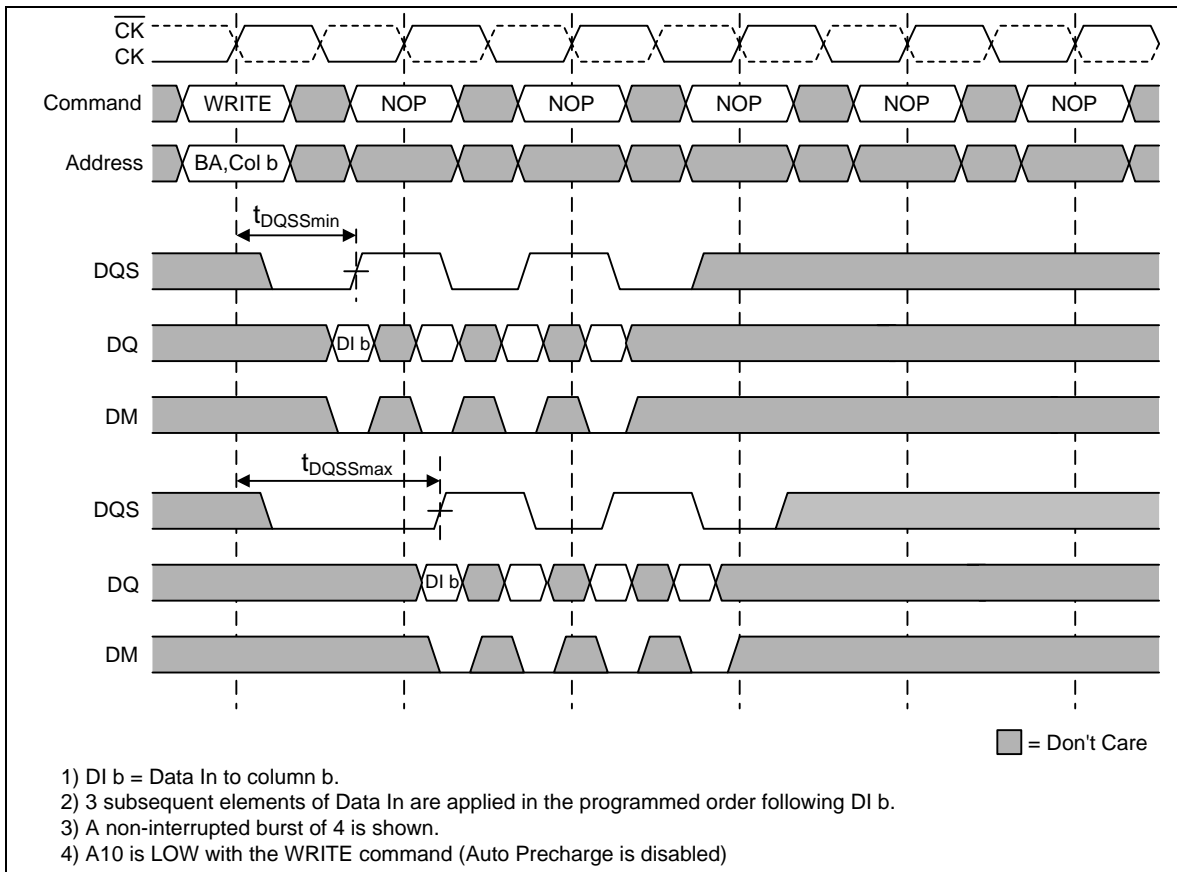 CK
CK
Command WRITE NOP NOP NOP NOP NOP
Address BA,Col b
tDQSSmin
DQS
DQ DI b
DM
tDQSSmax
DQS
DQ DI b
DM
= Don't Care
1) DI b = Data In to column b.
2) 3 subsequent elements of Data In are applied in the programmed order following DI b.
3) A non-interrupted burst of 4 is shown.
4) A10 is LOW with the WRITE command (Auto Precharge is disabled)